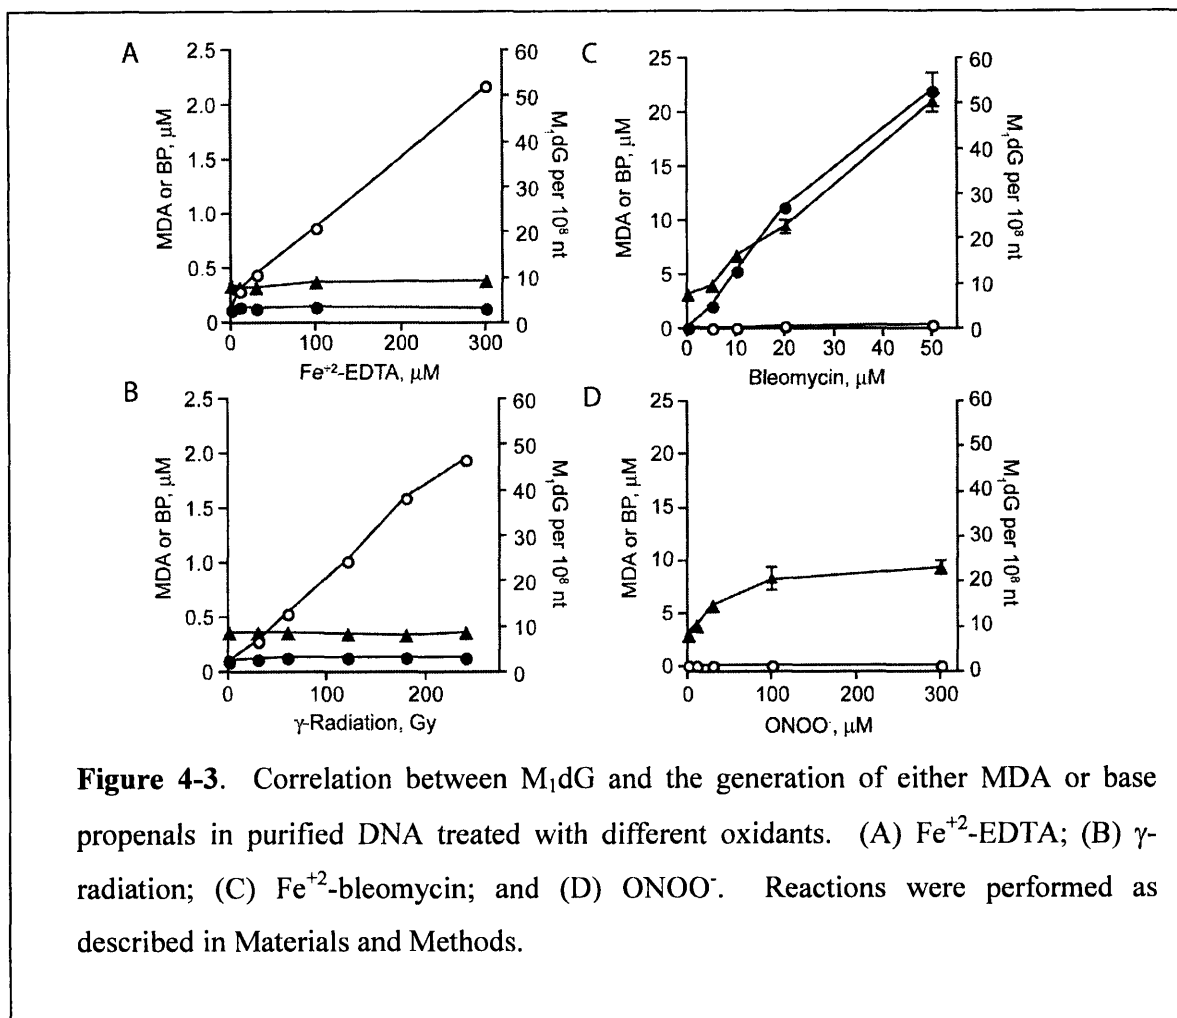 A
C
2.5
2.0
1.5
1.0
0.5
0
MDA or BP, μM
60
50
40
30
20
10
0
M₁dG per 10⁸ nt
0 100 200 300
Fe⁺²-EDTA, μM
25
20
15
10
5
0
MDA or BP, μM
60
50
40
30
20
10
0
M₁dG per 10⁸ nt
0 10 20 30 40 50
Bleomycin, μM
B
D
2.5
2.0
1.5
1.0
0.5
0
MDA or BP, μM
60
50
40
30
20
10
0
M₁dG per 10⁸ nt
0 100 200
γ-Radiation, Gy
25
20
15
10
5
0
MDA or BP, μM
60
50
40
30
20
10
0
M₁dG per 10⁸ nt
0 100 200 300
ONOO⁻, μM
Figure 4-3. Correlation between M₁dG and the generation of either MDA or base
propenals in purified DNA treated with different oxidants. (A) Fe⁺²-EDTA; (B) γ-
radiation; (C) Fe⁺²-bleomycin; and (D) ONOO⁻. Reactions were performed as
described in Materials and Methods.